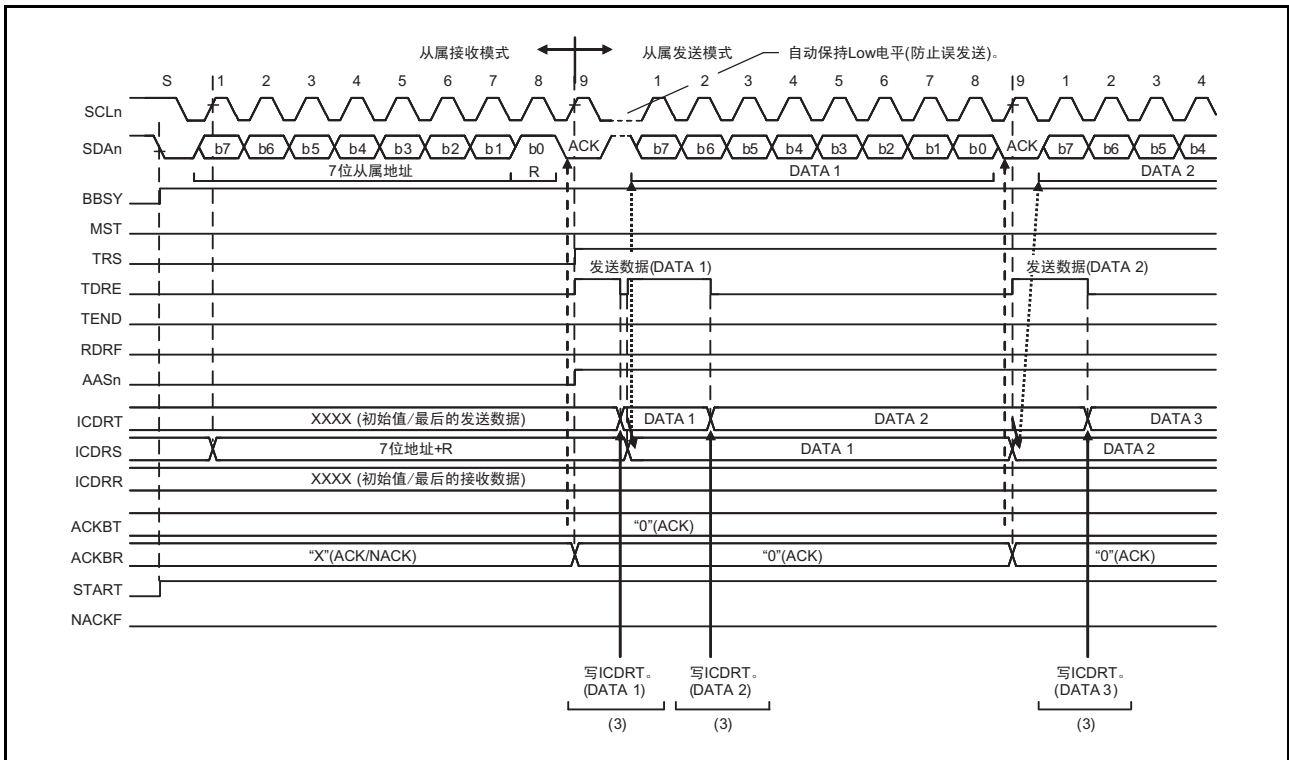 从属接收模式 从属发送模式 自动保持Low电平(防止误发送)。
S 1 2 3 4 5 6 7 8 9 1 2 3 4 5 6 7 8 9 1 2 3 4
SCLn
SDAn b7 b6 b5 b4 b3 b2 b1 b0 ACK b7 b6 b5 b4 b3 b2 b1 b0 ACK b7 b6 b5 b4
7位从属地址 R DATA 1 DATA 2
BBSY
MST
TRS
发送数据(DATA 1) 发送数据(DATA 2)
TDRE
TEND
RDRF
AASn
ICDRT XXXX (初始值/最后的发送数据) DATA 1 DATA 2 DATA 3
ICDRS 7位地址+R DATA 1 DATA 2
ICDRR XXXX (初始值/最后的接收数据)
ACKBT “0”(ACK)
ACKBR “X”(ACK/NACK) “0”(ACK) “0”(ACK)
START
NACKF
写ICDRT。 写ICDRT。 写ICDRT。
(DATA 1) (DATA 2) (DATA 3)
(3) (3) (3)